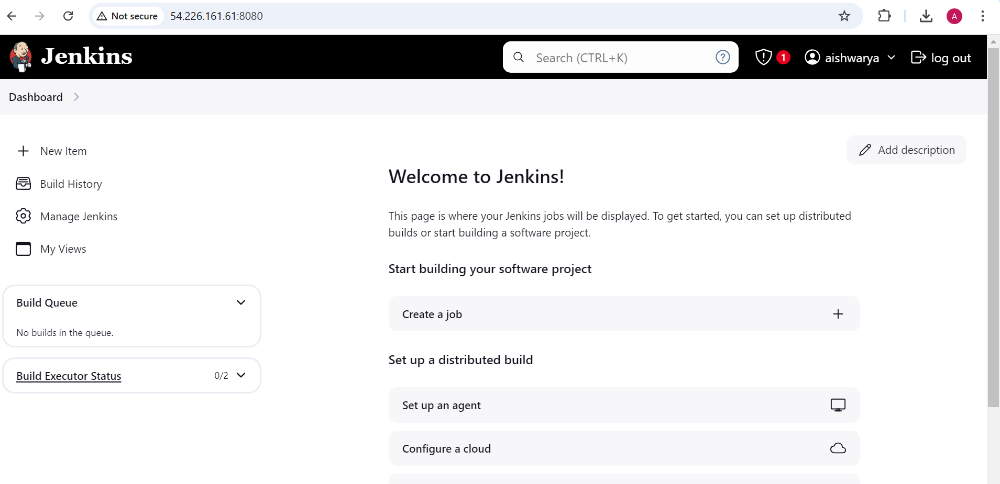 Not secure 54.226.161.61:8080 A
Jenkins Search (CTRL+K) ? 1 aishwarya log out
Dashboard
New Item
Build History
Manage Jenkins
My Views
Build Queue
No builds in the queue.
Build Executor Status 0/2
Add description
Welcome to Jenkins!
This page is where your Jenkins jobs will be displayed. To get started, you can set up distributed
builds or start building a software project.
Start building your software project
Create a job
Set up a distributed build
Set up an agent
Configure a cloud